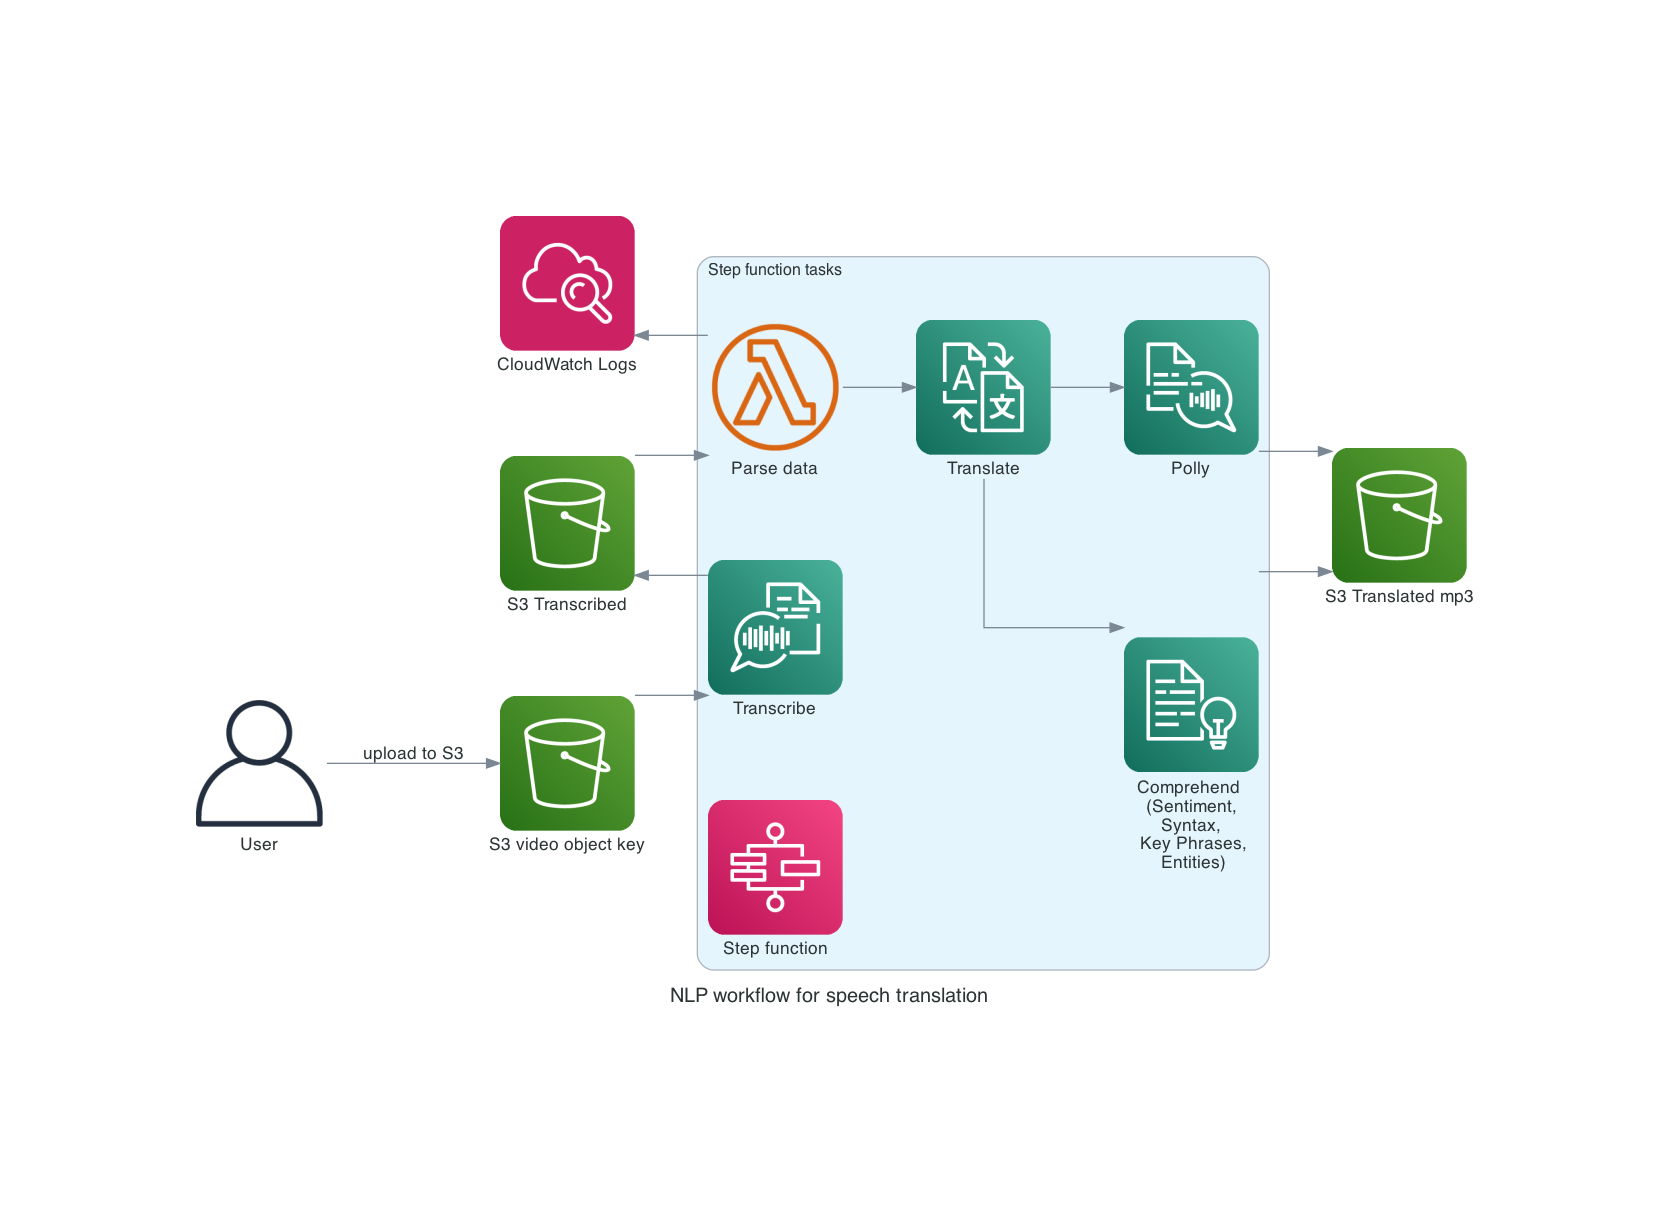 CloudWatch Logs
Step function tasks
Parse data
Translate
A
文
Polly
S3 Transcribed
S3 Translated mp3
Transcribe
upload to S3
User
S3 video object key
Comprehend
(Sentiment,
Syntax,
Key Phrases,
Entities)
Step function
NLP workflow for speech translation